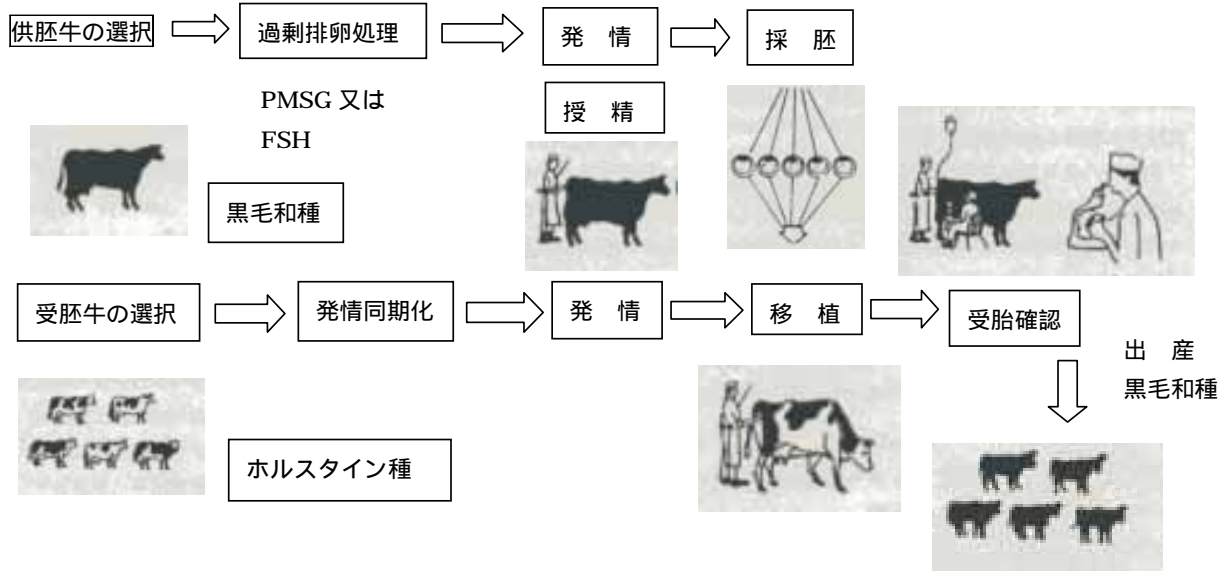 供胚牛の選択
過剰排卵処理
発　情
採　胚
PMSG 又は
FSH
授　精
黒毛和種
受胚牛の選択
発情同期化
発　情
移　植
受胎確認
出　産
黒毛和種
ホルスタイン種